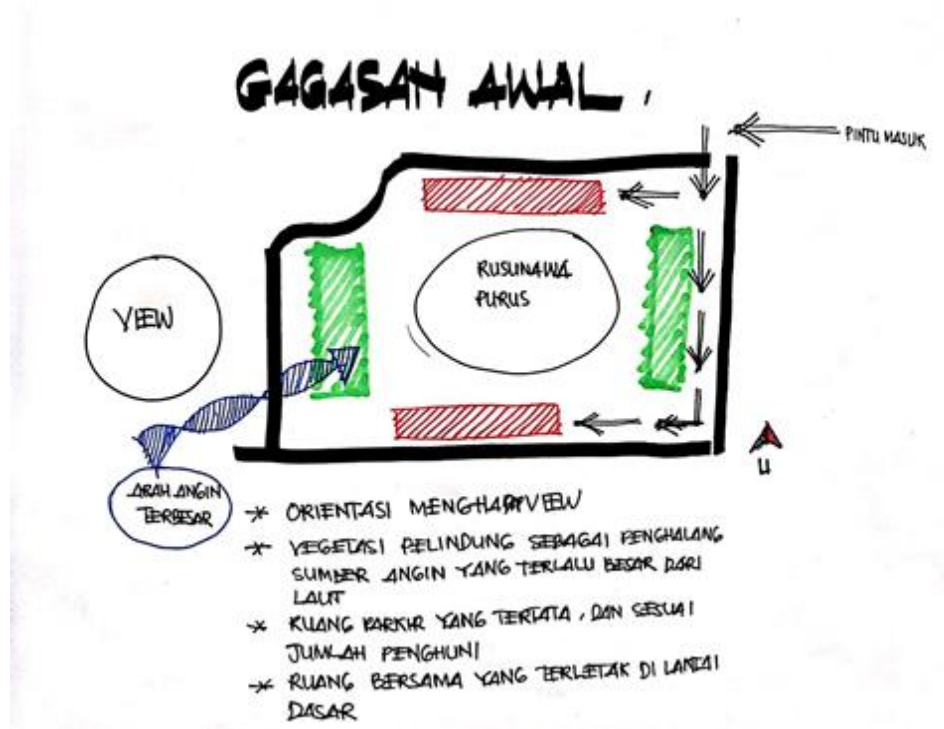 GAGASAN AWAL.
PINTU MASUK
RUSUNAWA
PURUS
VIEW
ARAH ANGIN
TERBESAR
U
* ORIENTASI MENGHADAP VIEW
* VEGETASI PELINDUNG SEBAGAI PENGHALANG
SUMBER ANGIN YANG TERLALU BESAR DARI
LAUT
* RUANG PARKIR YANG TERTATA, DAN SESUAI
JUMLAH PENGHUNI
* RUANG BERSAMA YANG TERLETAK DI LANTAI
DASAR